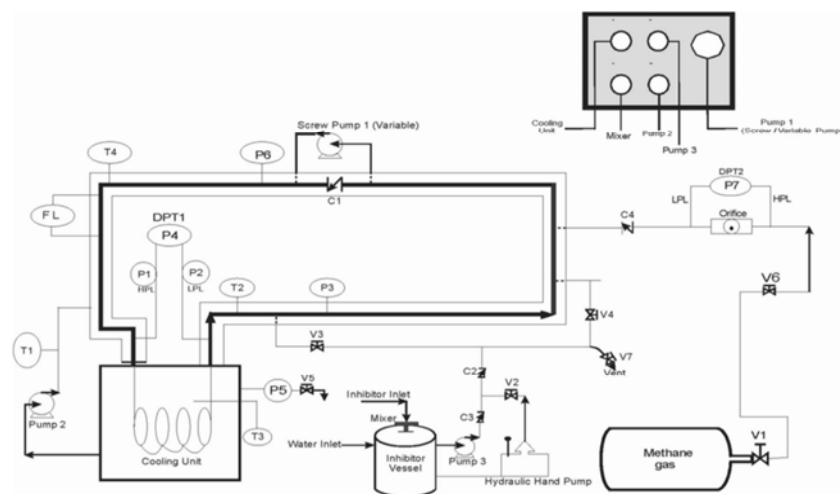 Cooling
Unit
Mixer
Pump 2
Pump 3
Pump 1
(Screw /Variable Pump
Screw Pump 1 (Variable)
T4
P6
C1
DPT2
P7
LPL
HPL
Orifice
C4
F L
DPT1
P4
P1
HPL
P2
LPL
T2
P3
V6
V4
V3
V7
Vent
T1
Pump 2
P5
V5
T3
Cooling Unit
C2
V2
C3
Inhibitor Inlet
Mixer
Water Inlet
Inhibitor
Vessel
Pump 3
Hydraulic Hand Pump
Methane
gas
V1